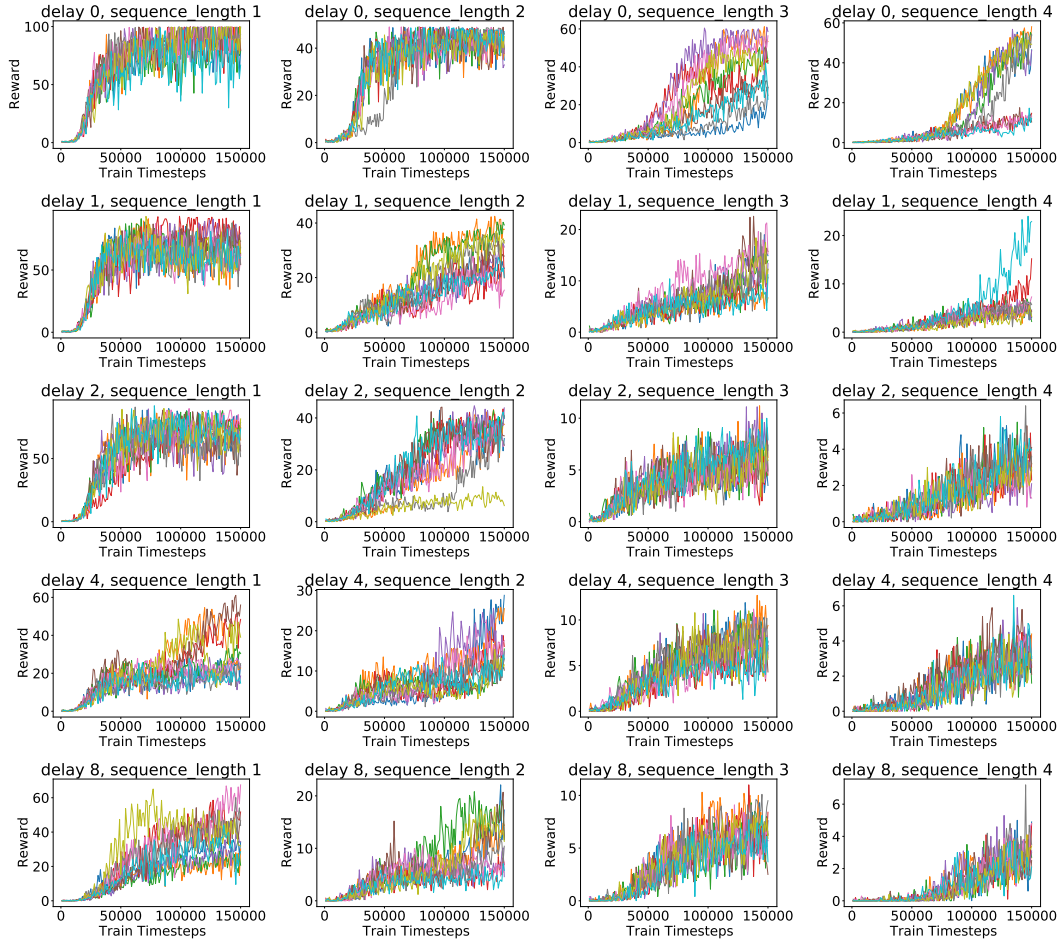 delay 0, sequence_length 1
100
50
0
Reward
0 50000 100000 150000
Train Timesteps
delay 0, sequence_length 2
40
20
0
Reward
0 50000 100000 150000
Train Timesteps
delay 0, sequence_length 3
60
40
20
0
Reward
0 50000 100000 150000
Train Timesteps
delay 0, sequence_length 4
60
40
20
0
Reward
0 50000 100000 150000
Train Timesteps
delay 1, sequence_length 1
50
0
Reward
0 50000 100000 150000
Train Timesteps
delay 1, sequence_length 2
40
20
0
Reward
0 50000 100000 150000
Train Timesteps
delay 1, sequence_length 3
20
10
0
Reward
0 50000 100000 150000
Train Timesteps
delay 1, sequence_length 4
20
10
0
Reward
0 50000 100000 150000
Train Timesteps
delay 2, sequence_length 1
50
0
Reward
0 50000 100000 150000
Train Timesteps
delay 2, sequence_length 2
40
20
0
Reward
0 50000 100000 150000
Train Timesteps
delay 2, sequence_length 3
10
5
0
Reward
0 50000 100000 150000
Train Timesteps
delay 2, sequence_length 4
6
4
2
0
Reward
0 50000 100000 150000
Train Timesteps
delay 4, sequence_length 1
60
40
20
0
Reward
0 50000 100000 150000
Train Timesteps
delay 4, sequence_length 2
30
20
10
0
Reward
0 50000 100000 150000
Train Timesteps
delay 4, sequence_length 3
10
5
0
Reward
0 50000 100000 150000
Train Timesteps
delay 4, sequence_length 4
6
4
2
0
Reward
0 50000 100000 150000
Train Timesteps
delay 8, sequence_length 1
60
40
20
0
Reward
0 50000 100000 150000
Train Timesteps
delay 8, sequence_length 2
20
10
0
Reward
0 50000 100000 150000
Train Timesteps
delay 8, sequence_length 3
10
5
0
Reward
0 50000 100000 150000
Train Timesteps
delay 8, sequence_length 4
6
4
2
0
Reward
0 50000 100000 150000
Train Timesteps